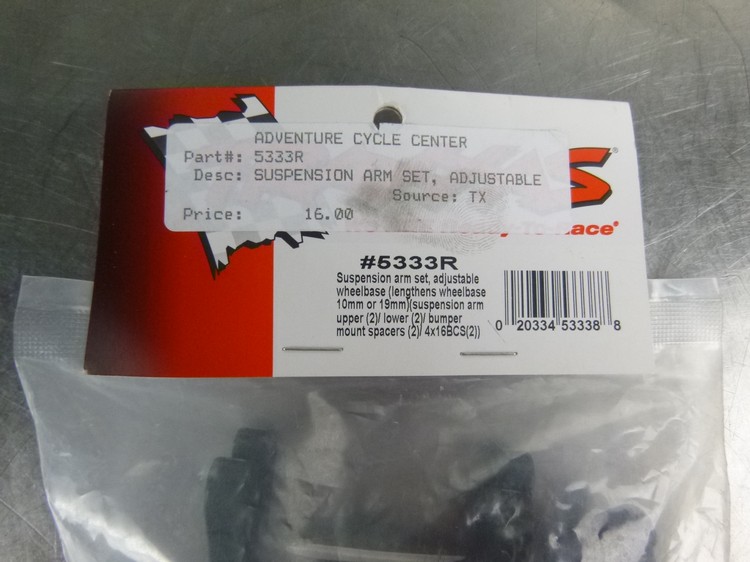 ADVENTURE CYCLE CENTER
Part#: 5333R
Desc: SUSPENSION ARM SET, ADJUSTABLE
Source: TX
Price: 16.00
#5333R
Suspension arm set, adjustable
wheelbase (lengthens wheelbase
10mm or 19mm)(suspension arm
upper (2)/ lower (2)/ bumper
mount spacers (2)/ 4x16BCS(2))
0 20334 53338 8